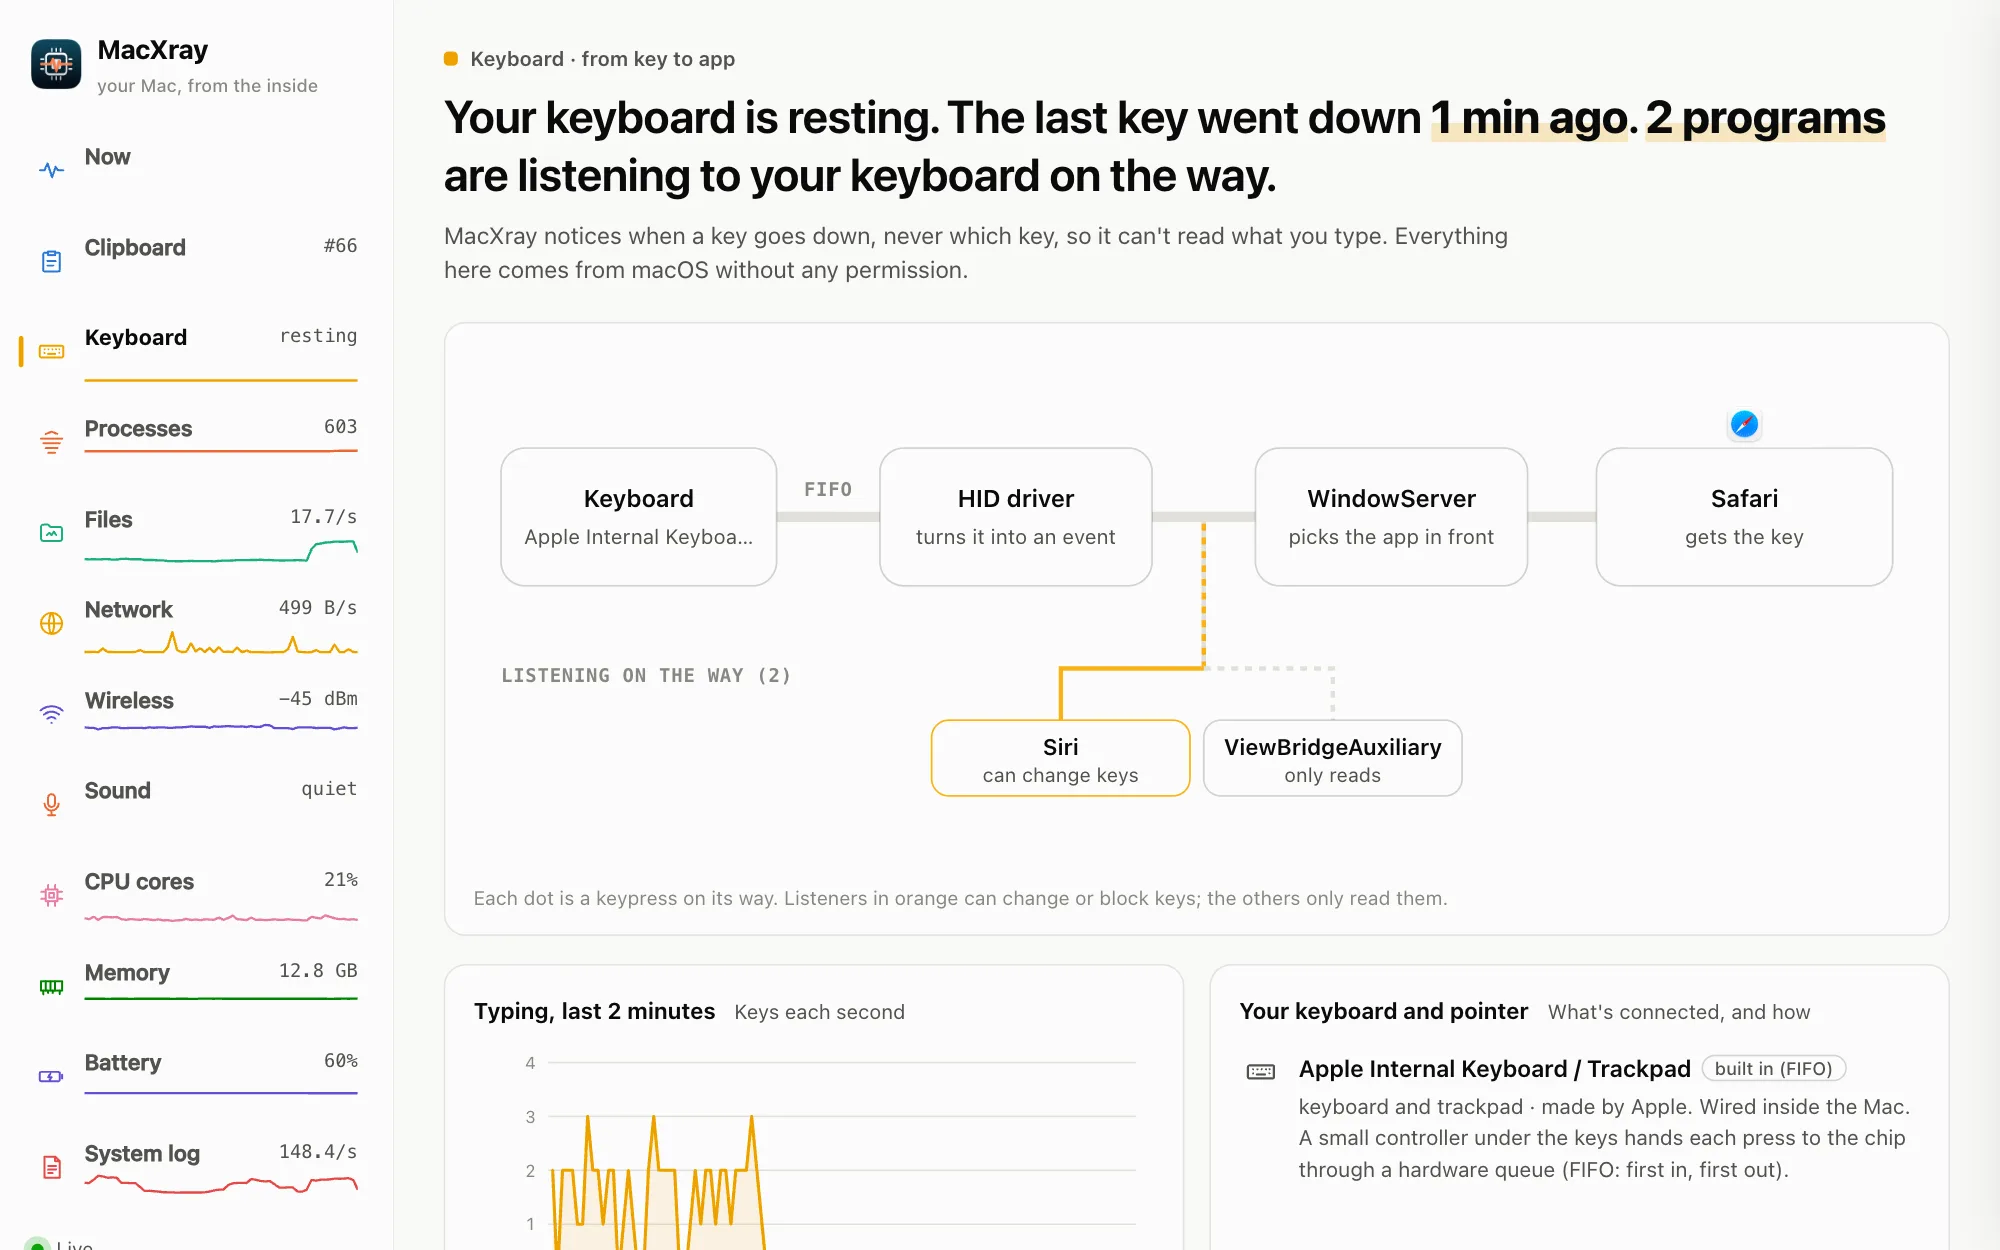 MacXray
your Mac, from the inside
Now
Clipboard #66
Keyboard resting
Processes 603
Files 17.7/s
Network 499 B/s
Wireless −45 dBm
Sound quiet
CPU cores 21%
Memory 12.8 GB
Battery 60%
System log 148.4/s
Live
Keyboard · from key to app
Your keyboard is resting. The last key went down 1 min ago. 2 programs
are listening to your keyboard on the way.
MacXray notices when a key goes down, never which key, so it can't read what you type. Everything
here comes from macOS without any permission.
Keyboard
Apple Internal Keyboa...
FIFO
HID driver
turns it into an event
WindowServer
picks the app in front
Safari
gets the key
LISTENING ON THE WAY (2)
Siri
can change keys
ViewBridgeAuxiliary
only reads
Each dot is a keypress on its way. Listeners in orange can change or block keys; the others only read them.
Typing, last 2 minutes Keys each second
4
3
2
1
Your keyboard and pointer What's connected, and how
Apple Internal Keyboard / Trackpad built in (FIFO)
keyboard and trackpad · made by Apple. Wired inside the Mac.
A small controller under the keys hands each press to the chip
through a hardware queue (FIFO: first in, first out).